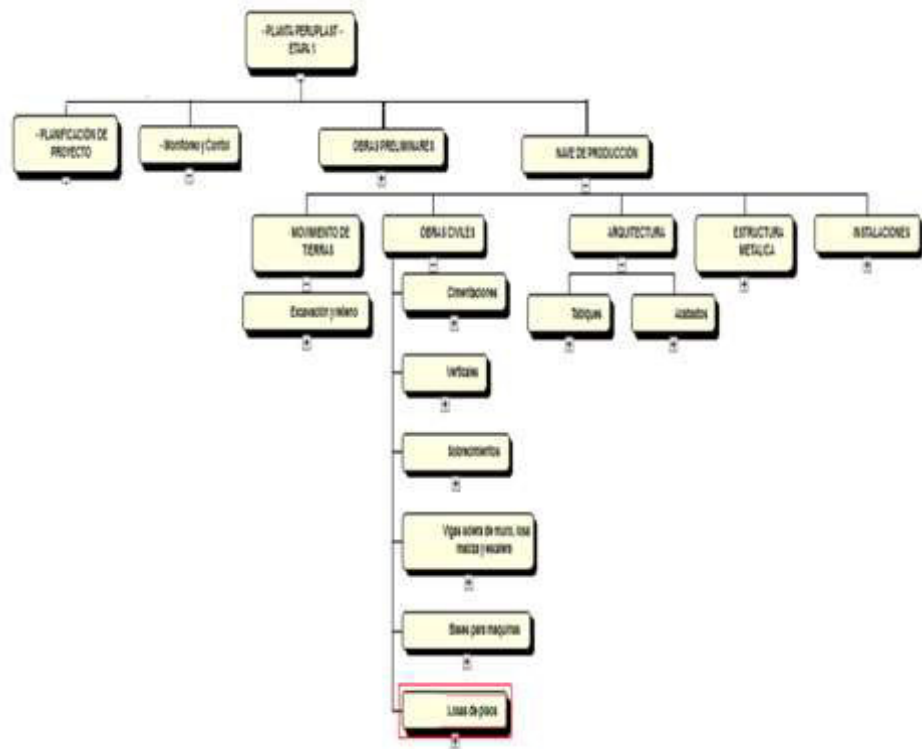 - PLANTA PERUPLAST -
ETAPA 1
- PLANIFICACIÓN DE
PROYECTO
- Monitoreo y Control
OBRAS PRELIMINARES
NAVE DE PRODUCCIÓN
MOVIMIENTO DE
TIERRAS
OBRAS CIVILES
ARQUITECTURA
ESTRUCTURA
METALICA
INSTALACIONES
Excavación y relleno
Cimentaciones
Tabiques
Acabados
Verticales
Sobrecimientos
Vigas solera de muro, losa
maciza y escalera
Bases para maquinas
Losas de pisos